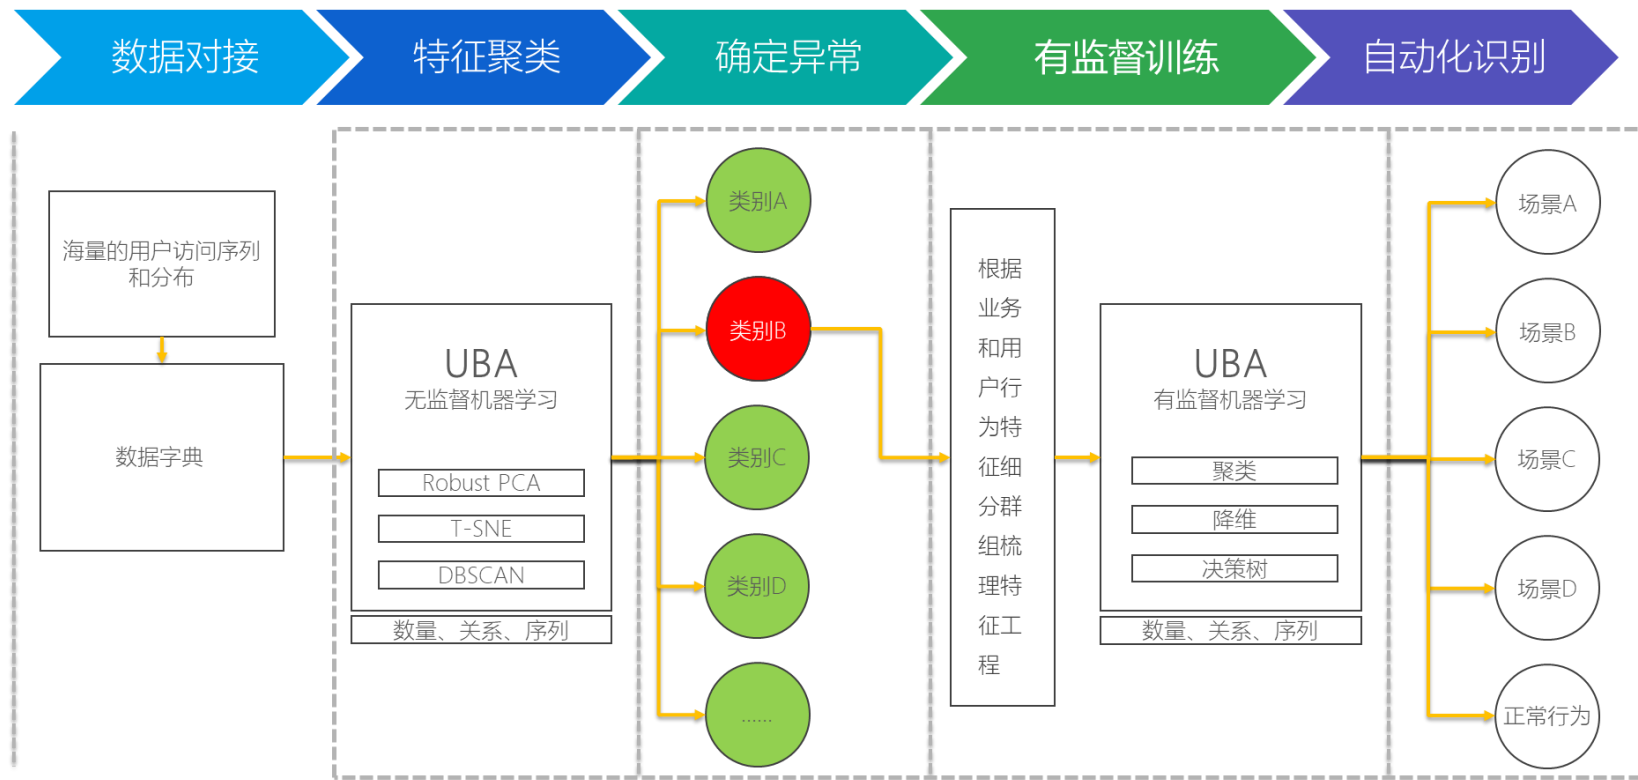 数据对接
特征聚类
确定异常
有监督训练
自动化识别
海量的用户访问序列
和分布
数据字典
UBA
无监督机器学习
Robust PCA
T-SNE
DBSCAN
数量、关系、序列
类别A
类别B
类别C
类别D
......
根据
业务
和用
户行
为特
征细
分群
组梳
理特
征工
程
UBA
有监督机器学习
聚类
降维
决策树
数量、关系、序列
场景A
场景B
场景C
场景D
正常行为